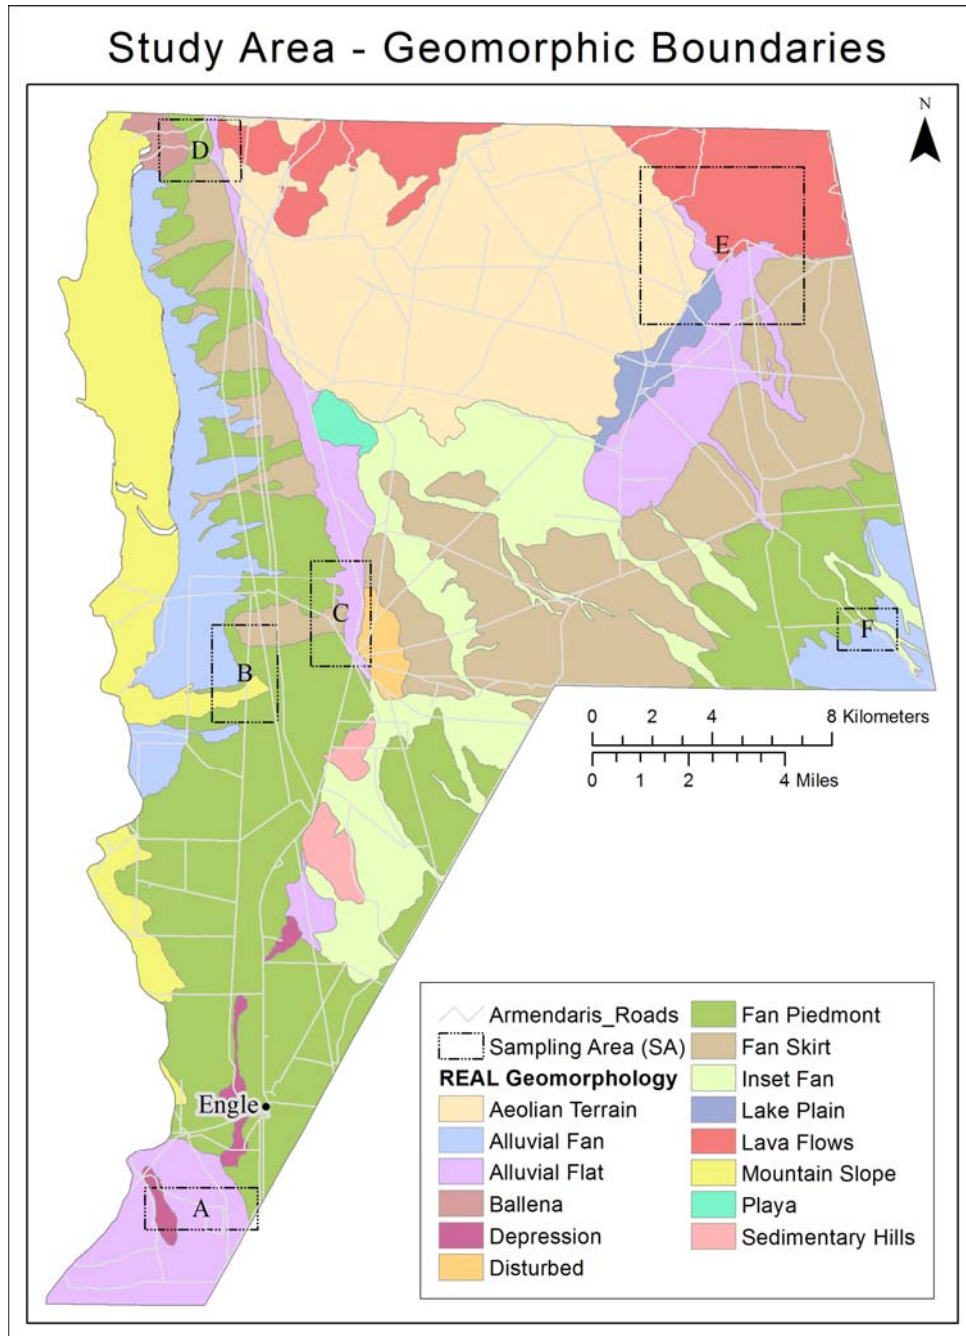 Study Area - Geomorphic Boundaries
N
D
E
C
F
B
0 2 4 8 Kilometers
0 1 2 4 Miles
Engle
A
Armendaris_Roads
Sampling Area (SA)
REAL Geomorphology
Aeolian Terrain
Alluvial Fan
Alluvial Flat
Ballena
Depression
Disturbed
Fan Piedmont
Fan Skirt
Inset Fan
Lake Plain
Lava Flows
Mountain Slope
Playa
Sedimentary Hills